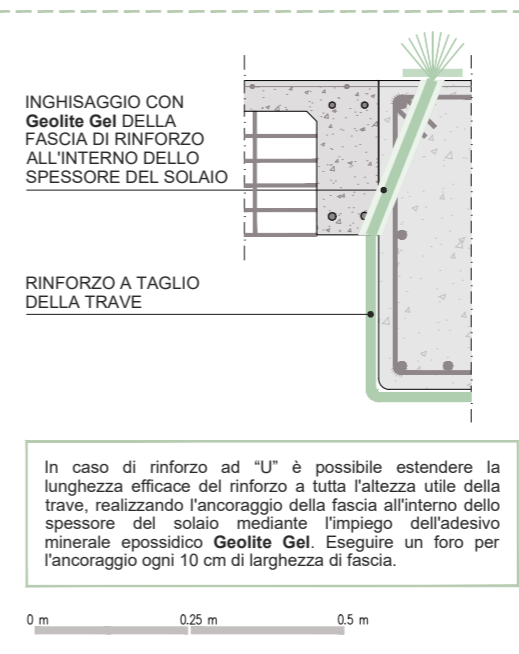 INGHISAGGIO CON
Geolite Gel DELLA
FASCIA DI RINFORZO
ALL'INTERNO DELLO
SPESSORE DEL SOLAIO
RINFORZO A TAGLIO
DELLA TRAVE
In caso di rinforzo ad “U” è possibile estendere la
lunghezza efficace del rinforzo a tutta l'altezza utile della
trave, realizzando l'ancoraggio della fascia all'interno dello
spessore del solaio mediante l'impiego dell'adesivo
minerale epossidico Geolite Gel. Eseguire un foro per
l'ancoraggio ogni 10 cm di larghezza di fascia.
0 m 0.25 m 0.5 m